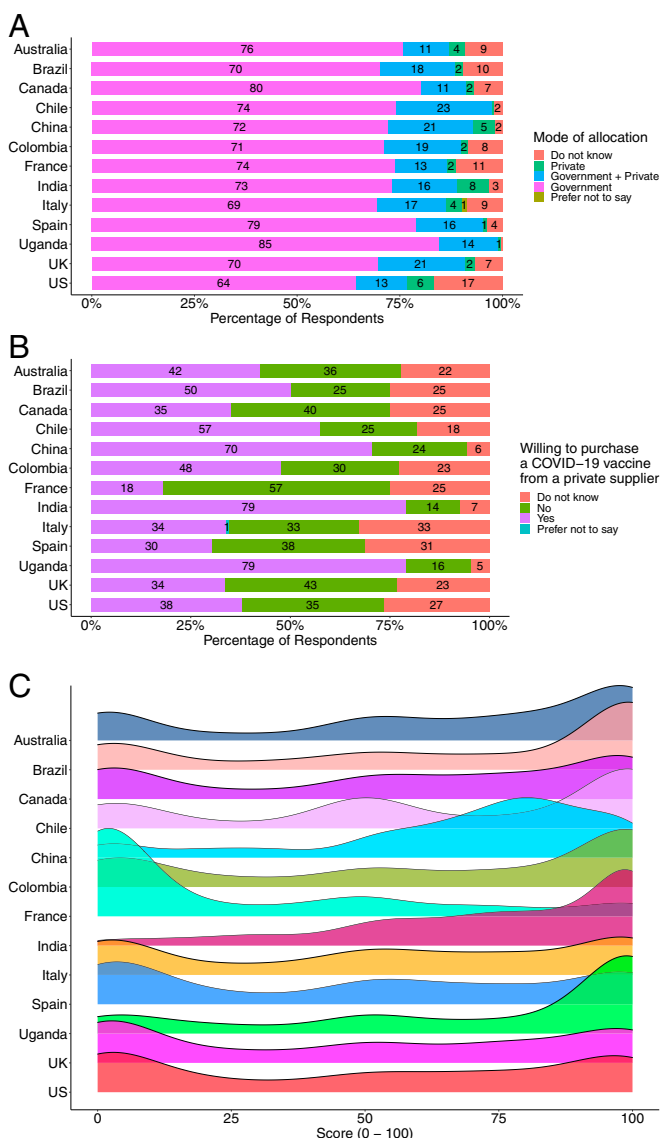 A
Australia 76 11 4 9
Brazil 70 18 2 10
Canada 80 11 2 7
Chile 74 23 2
China 72 21 5 2
Colombia 71 19 2 8
France 74 13 2 11
India 73 16 8 3
Italy 69 17 4 1 9
Spain 79 16 1 4
Uganda 85 14 1
UK 70 21 2 7
US 64 13 6 17
0% 25% 50% 75% 100%
Percentage of Respondents
Mode of allocation
Do not know
Private
Government + Private
Government
Prefer not to say
B
Australia 42 36 22
Brazil 50 25 25
Canada 35 40 25
Chile 57 25 18
China 70 24 6
Colombia 48 30 23
France 18 57 25
India 79 14 7
Italy 34 1 33 33
Spain 30 38 31
Uganda 79 16 5
UK 34 43 23
US 38 35 27
0% 25% 50% 75% 100%
Percentage of Respondents
Willing to purchase
a COVID−19 vaccine
from a private supplier
Do not know
No
Yes
Prefer not to say
C
Australia
Brazil
Canada
Chile
China
Colombia
France
India
Italy
Spain
Uganda
UK
US
0 25 50 75 100
Score (0 − 100)